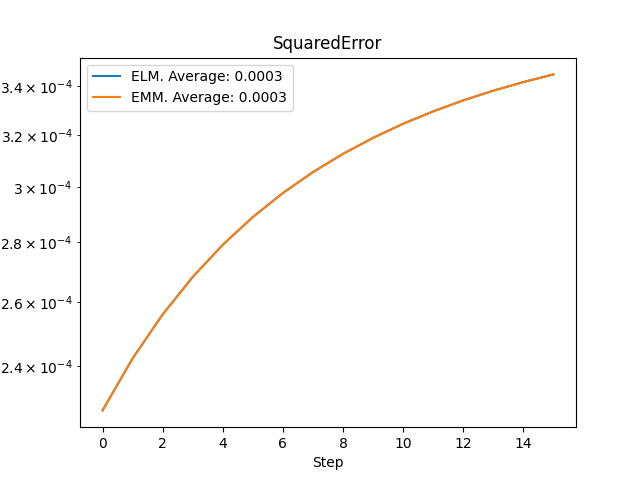 SquaredError
ELM. Average: 0.0003
EMM. Average: 0.0003
3.4 × 10⁻⁴
3.2 × 10⁻⁴
3 × 10⁻⁴
2.8 × 10⁻⁴
2.6 × 10⁻⁴
2.4 × 10⁻⁴
0 2 4 6 8 10 12 14
Step